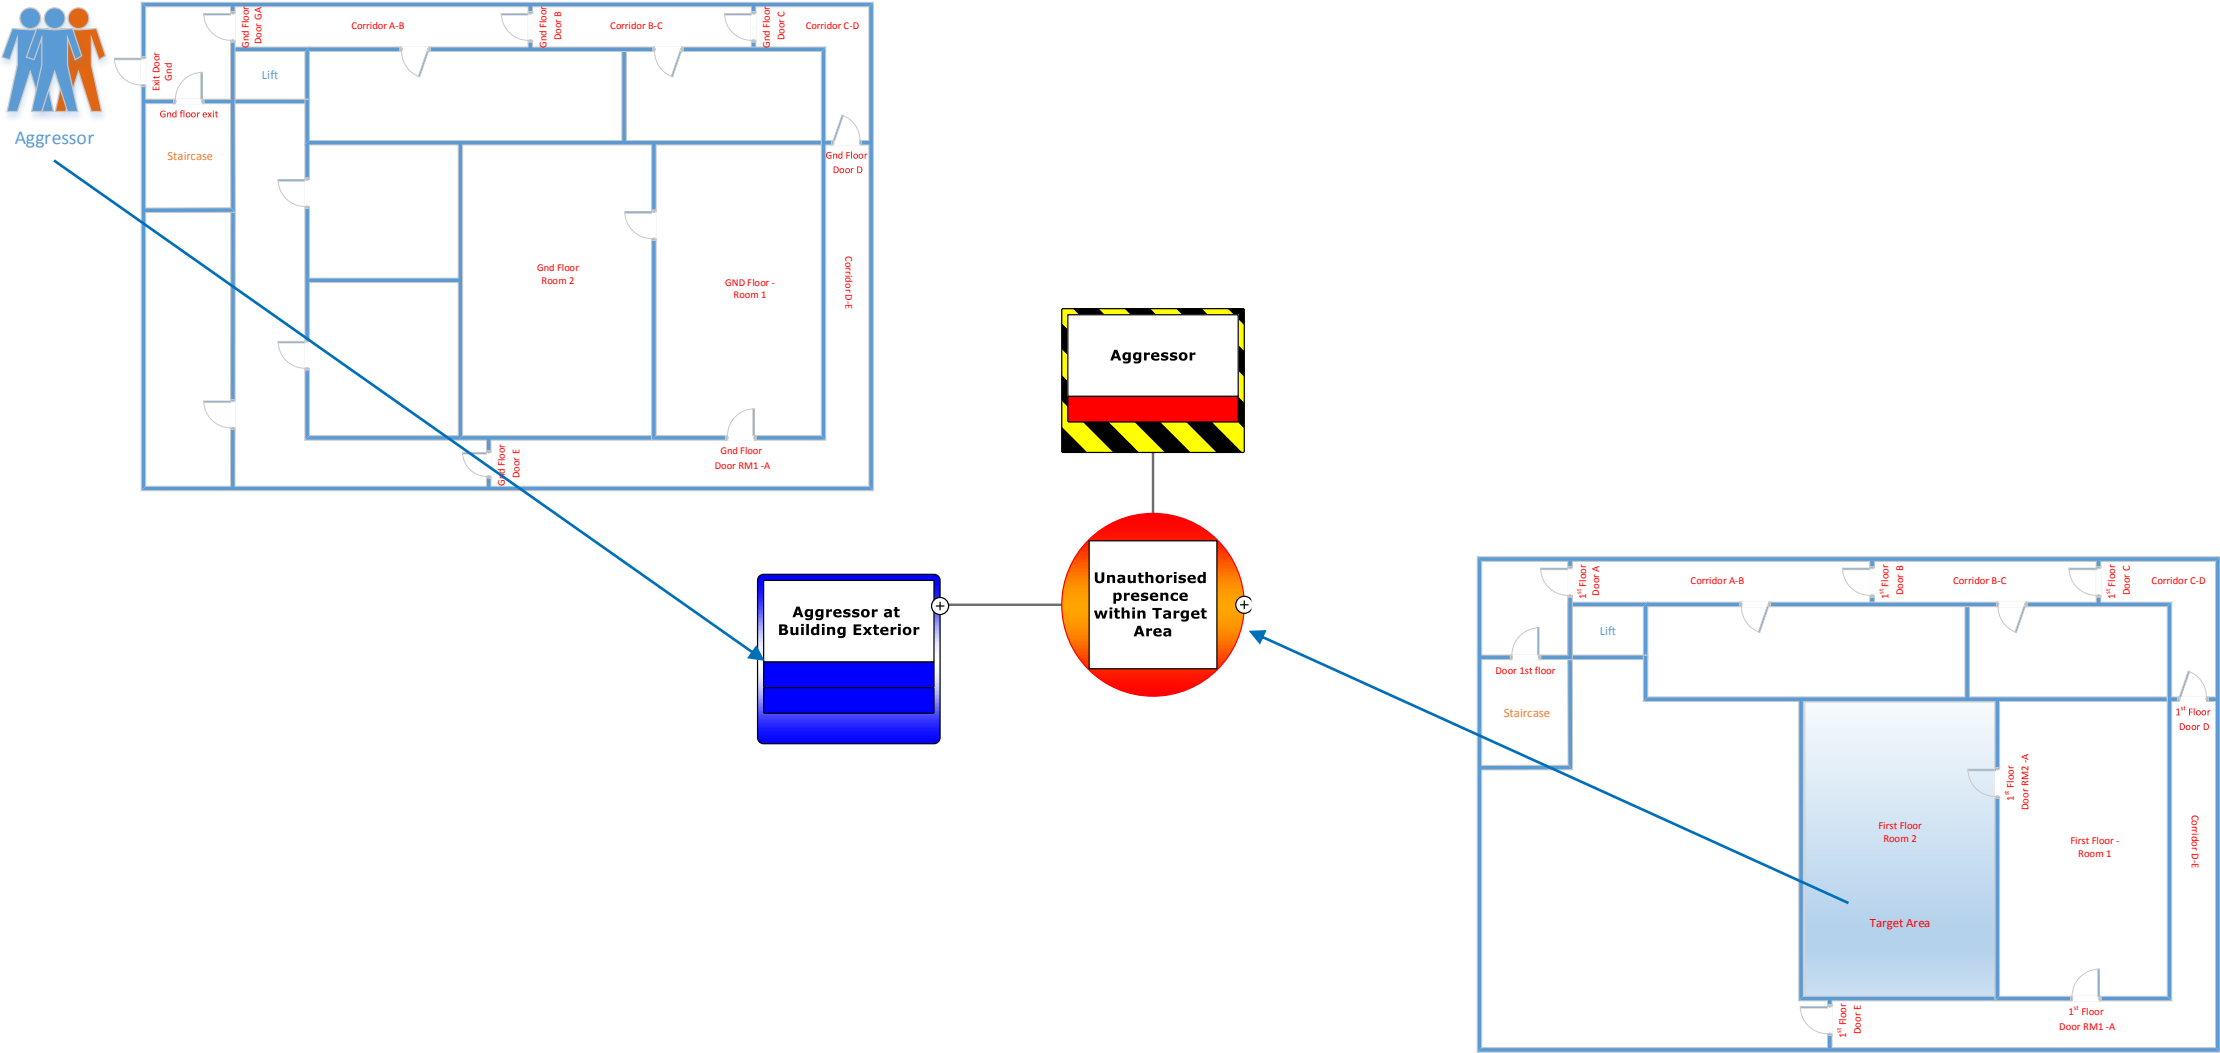 Aggressor
Exit Door
Gnd
Gnd Floor
Door GA
Corridor A-B
Gnd Floor
Door B
Corridor B-C
Gnd Floor
Door C
Corridor C-D
Lift
Gnd floor exit
Staircase
Gnd Floor
Door D
Gnd Floor
Room 2
GND Floor -
Room 1
Corridor D-E
Gnd Floor
Door E
Gnd Floor
Door RM1 -A
Aggressor
Unauthorised
presence
within Target
Area
Aggressor at
Building Exterior
1st Floor
Door A
Corridor A-B
1st Floor
Door B
Corridor B-C
1st Floor
Door C
Corridor C-D
Lift
Door 1st floor
Staircase
1st Floor
Door D
1st Floor
Door RM2 -A
First Floor
Room 2
First Floor -
Room 1
Corridor D-E
Target Area
1st Floor
Door E
1st Floor
Door RM1 -A